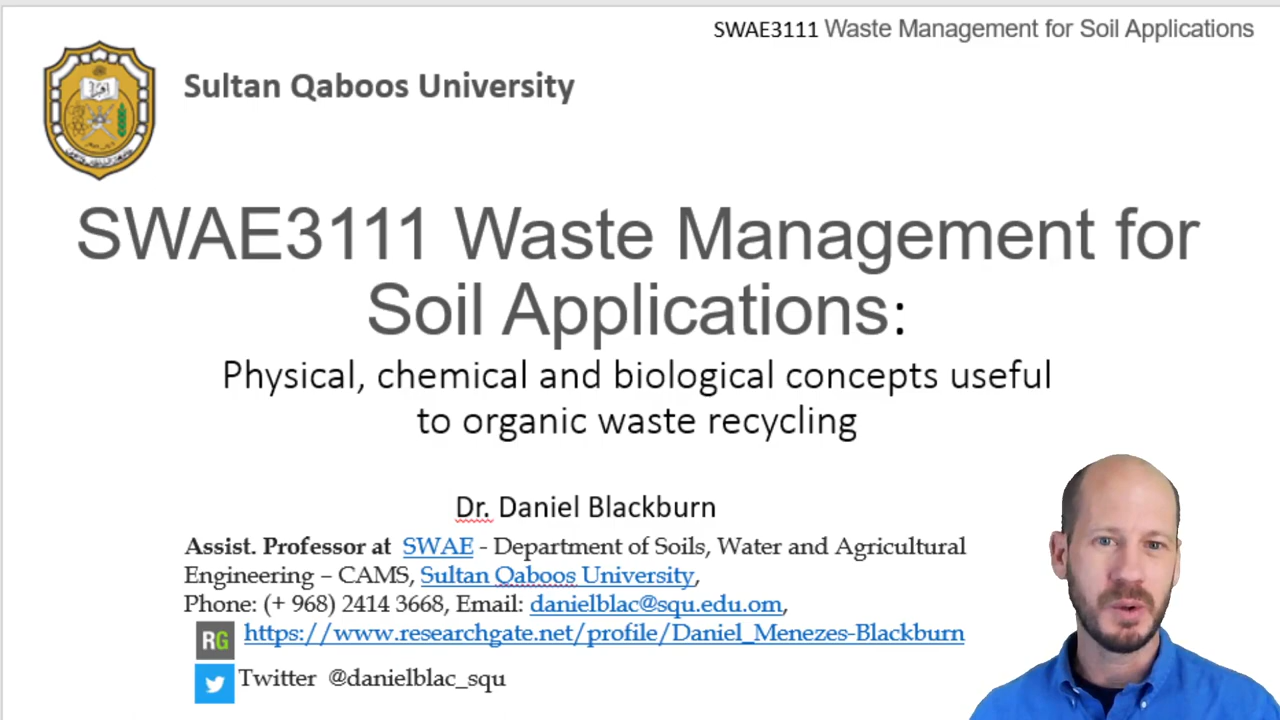 SWAE3111 Waste Management for Soil Applications
Sultan Qaboos University
SWAE3111 Waste Management for
Soil Applications:
Physical, chemical and biological concepts useful
to organic waste recycling
Dr. Daniel Blackburn
Assist. Professor at SWAE - Department of Soils, Water and Agricultural
Engineering – CAMS, Sultan Qaboos University,
Phone: (+ 968) 2414 3668, Email: danielblac@squ.edu.om,
RG https://www.researchgate.net/profile/Daniel_Menezes-Blackburn
Twitter @danielblac_squ